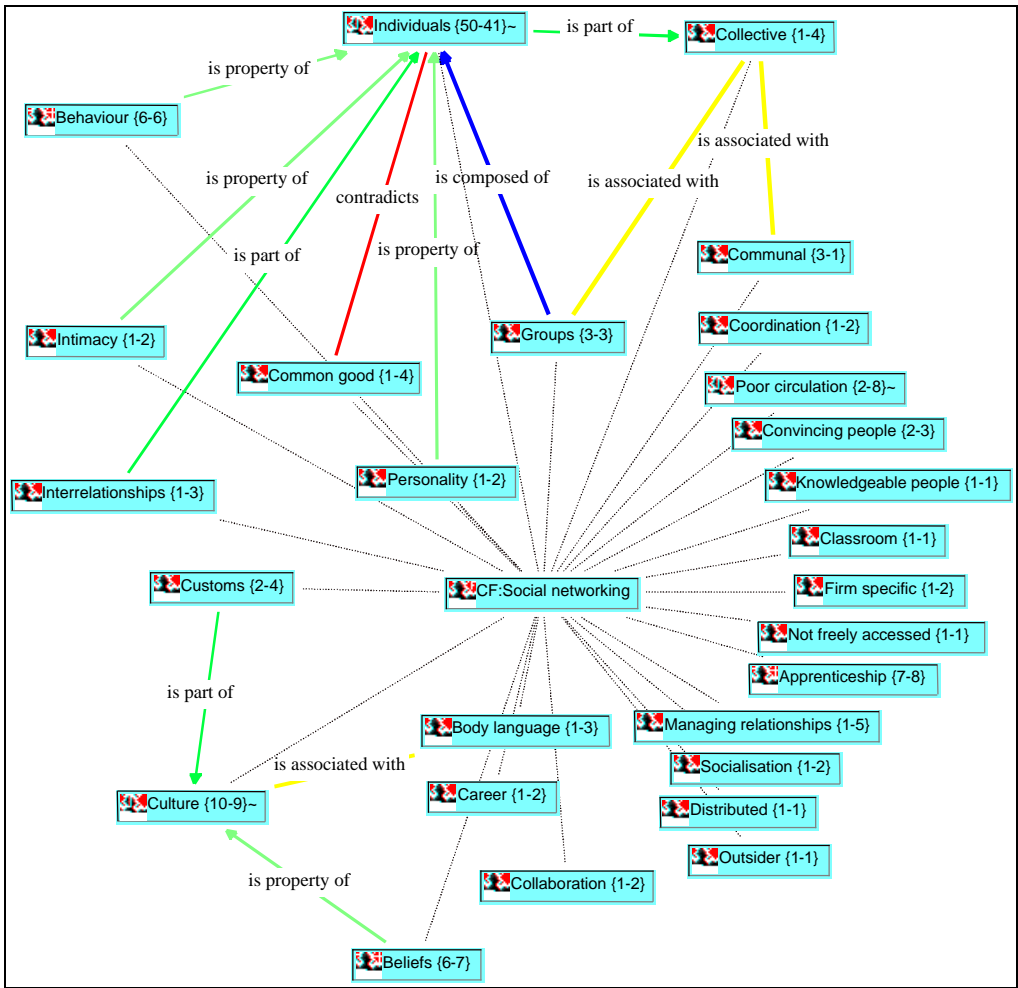 Individuals {50-41}~
is part of
Collective {1-4}
is property of
Behaviour {6-6}
is associated with
is property of
is composed of
is associated with
contradicts
is part of
is property of
Communal {3-1}
Intimacy {1-2}
Groups {3-3}
Coordination {1-2}
Common good {1-4}
Poor circulation {2-8}~
Convincing people {2-3}
Interrelationships {1-3}
Personality {1-2}
Knowledgeable people {1-1}
Classroom {1-1}
Customs {2-4}
CF:Social networking
Firm specific {1-2}
Not freely accessed {1-1}
Apprenticeship {7-8}
is part of
Body language {1-3}
Managing relationships {1-5}
is associated with
Socialisation {1-2}
Culture {10-9}~
Career {1-2}
Distributed {1-1}
Outsider {1-1}
is property of
Collaboration {1-2}
Beliefs {6-7}